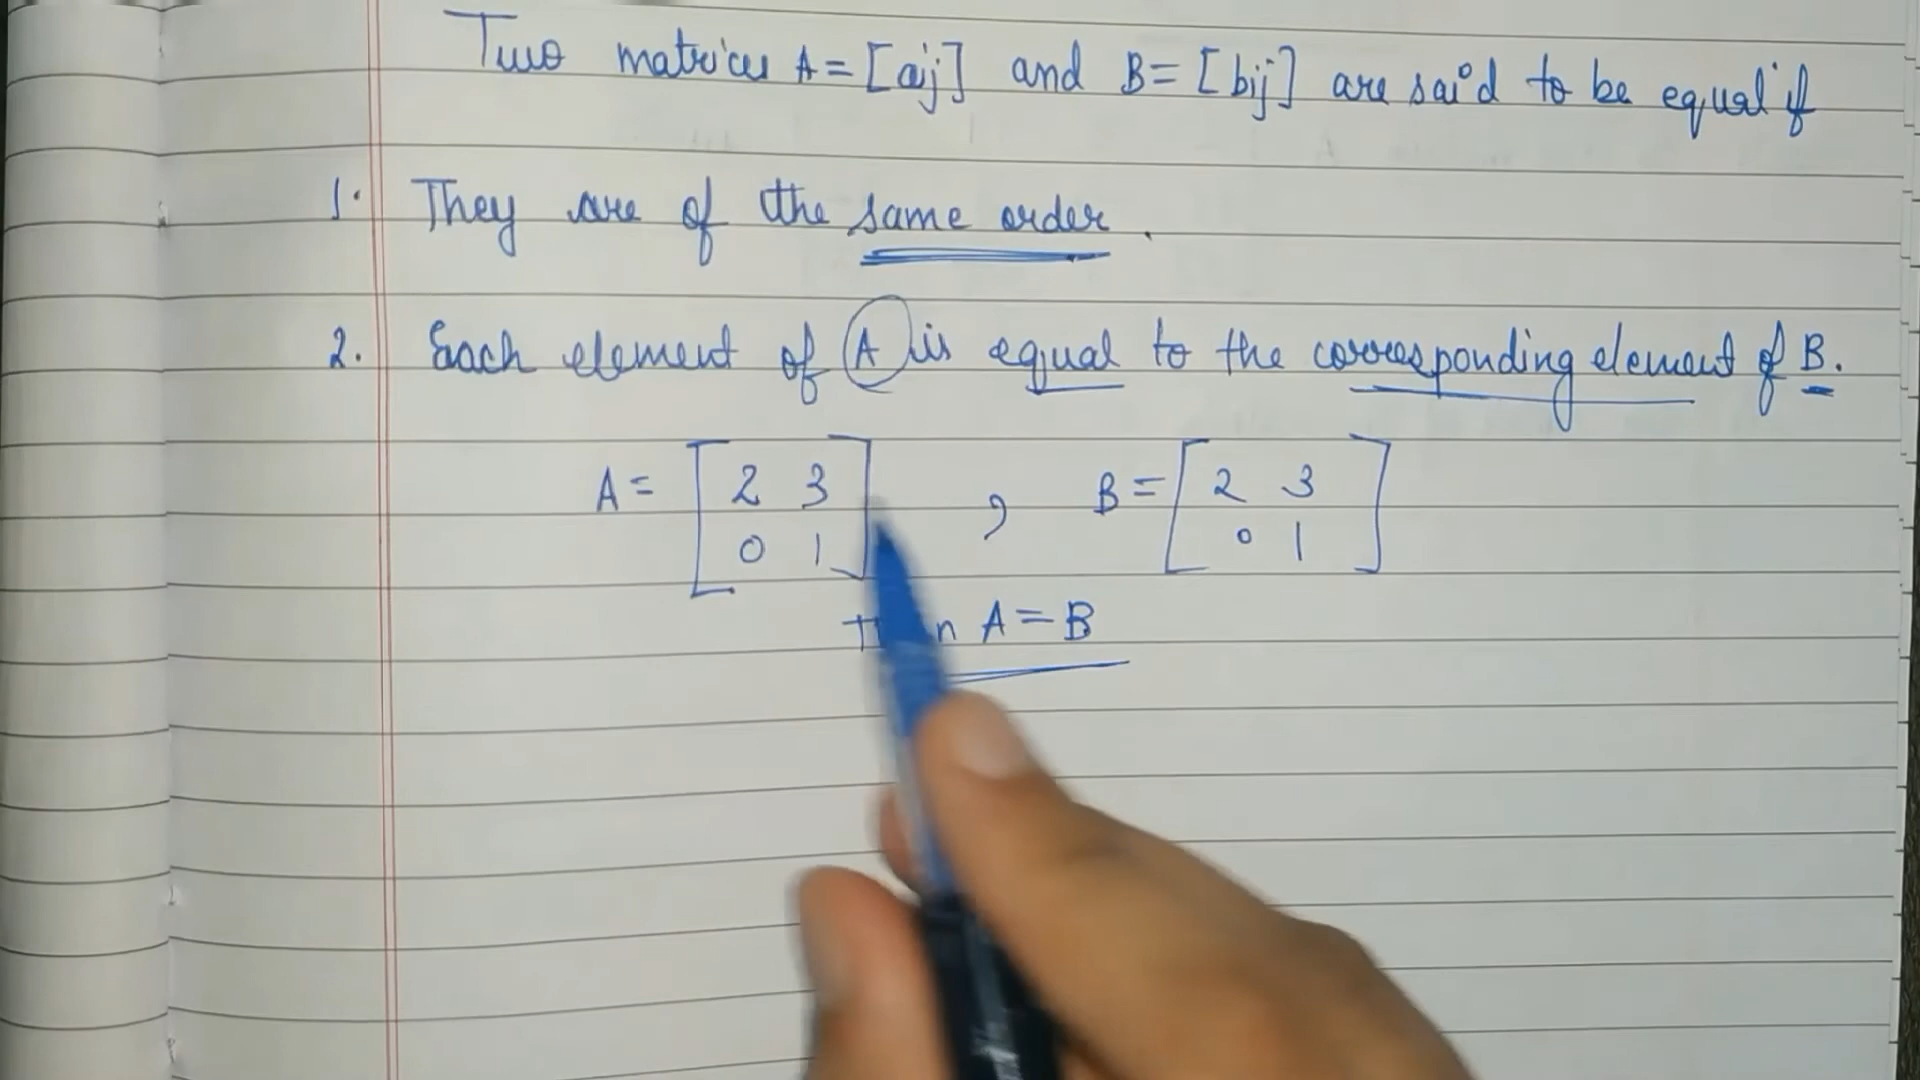 Two matrices A = [aij] and B = [bij] are said to be equal if
1. They are of the same order.
2. Each element of A is equal to the corresponding element of B.
A = [2 3 , B = [2 3
0 1] 0 1]
A = B